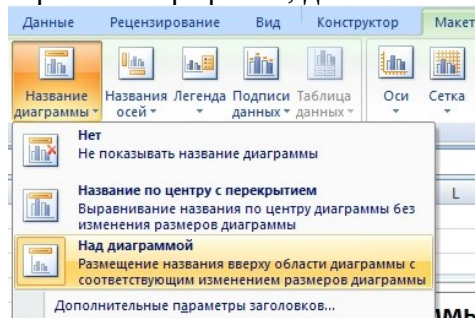 Данные Рецензирование Вид Конструктор Макет
Название диаграммы
Названия осей
Легенда
Подписи данных
Таблица данных
Оси
Сетка
Нет
Не показывать название диаграммы
Название по центру с перекрытием
Выравнивание названия по центру диаграммы без
изменения размеров диаграммы
L
Над диаграммой
Размещение названия вверху области диаграммы с
соответствующим изменением размеров диаграммы
Дополнительные параметры заголовков...